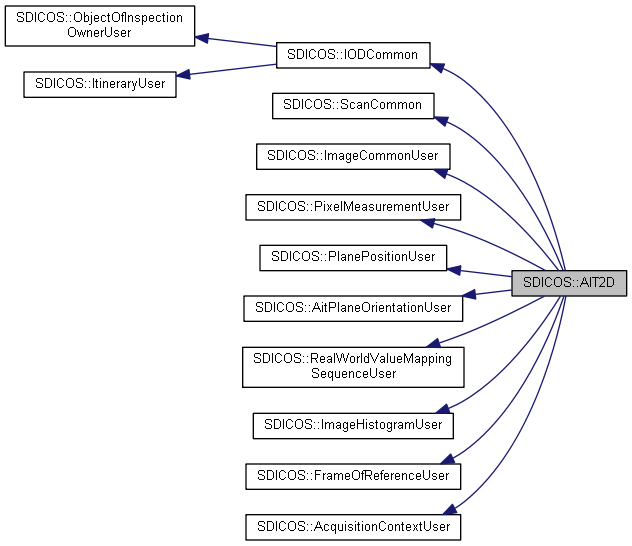 SDICOS::ObjectOfInspection
OwnerUser
SDICOS::ItineraryUser
SDICOS::IODCommon
SDICOS::ScanCommon
SDICOS::ImageCommonUser
SDICOS::PixelMeasurementUser
SDICOS::PlanePositionUser
SDICOS::AitPlaneOrientationUser
SDICOS::RealWorldValueMapping
SequenceUser
SDICOS::ImageHistogramUser
SDICOS::FrameOfReferenceUser
SDICOS::AcquisitionContextUser
SDICOS::AIT2D